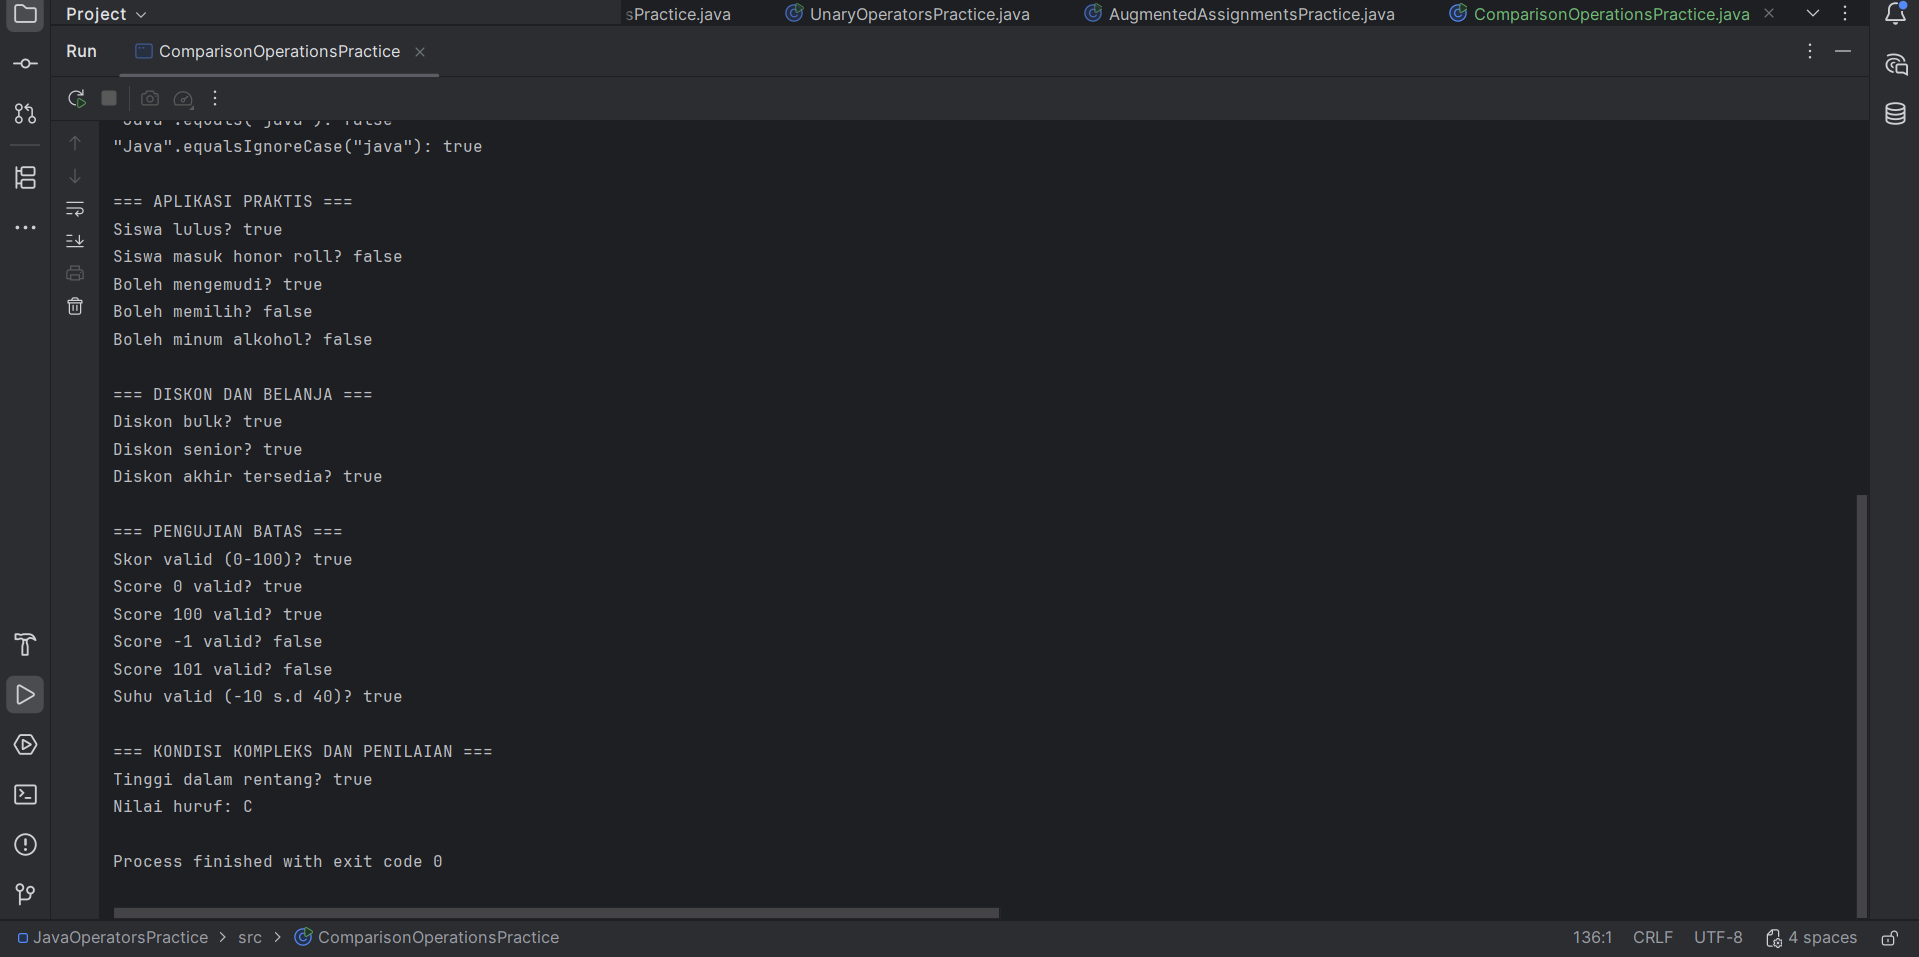 Project
sPractice.java
UnaryOperatorsPractice.java
AugmentedAssignmentsPractice.java
ComparisonOperationsPractice.java
Run
ComparisonOperationsPractice
"Java".equals("java"): false
"Java".equalsIgnoreCase("java"): true
=== APLIKASI PRAKTIS ===
Siswa lulus? true
Siswa masuk honor roll? false
Boleh mengemudi? true
Boleh memilih? false
Boleh minum alkohol? false
=== DISKON DAN BELANJA ===
Diskon bulk? true
Diskon senior? true
Diskon akhir tersedia? true
=== PENGUJIAN BATAS ===
Skor valid (0-100)? true
Score 0 valid? true
Score 100 valid? true
Score -1 valid? false
Score 101 valid? false
Suhu valid (-10 s.d 40)? true
=== KONDISI KOMPLEKS DAN PENILAIAN ===
Tinggi dalam rentang? true
Nilai huruf: C
Process finished with exit code 0
JavaOperatorsPractice > src > ComparisonOperationsPractice
136:1 CRLF UTF-8 4 spaces